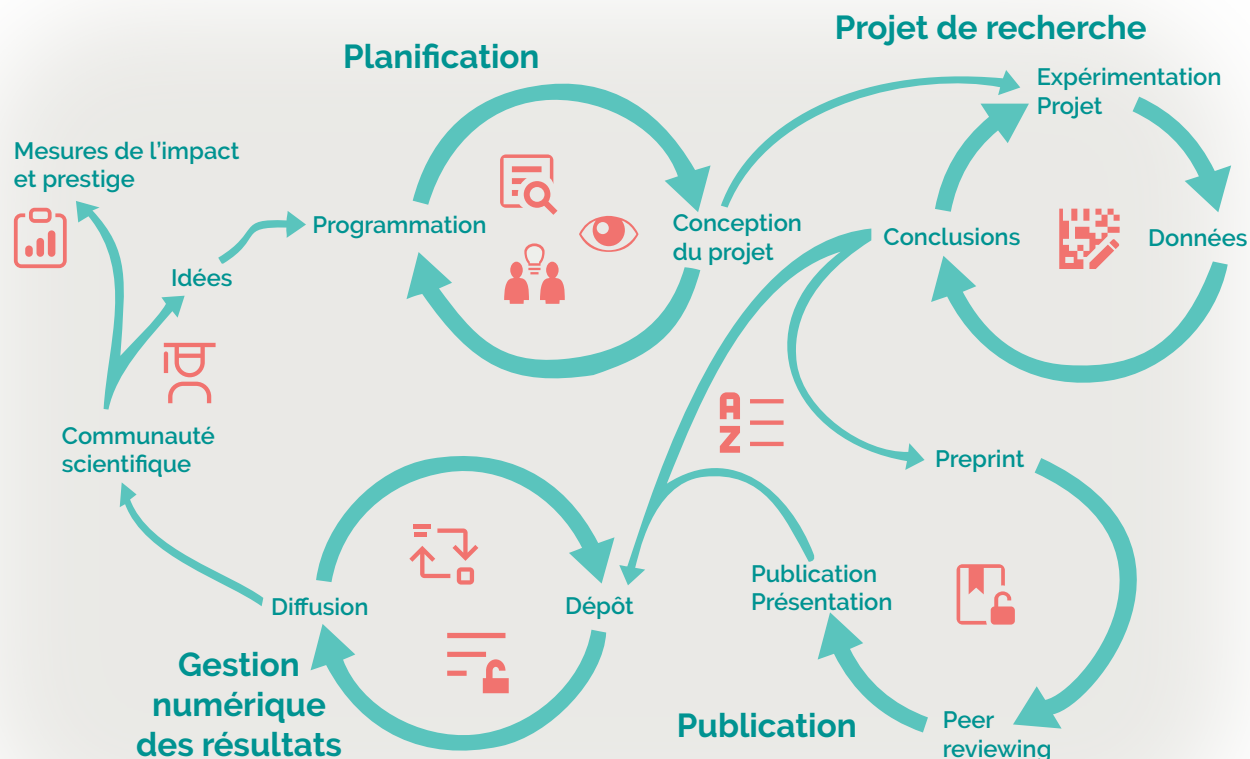 Projet de recherche
Planification
Expérimentation
Projet
Mesures de l'impact
et prestige
Programmation
Conception
du projet
Conclusions
Données
Idées
Communauté
scientifique
Preprint
Publication
Présentation
Diffusion
Dépôt
Gestion
numérique
des résultats
Publication
Peer
reviewing
A
Z